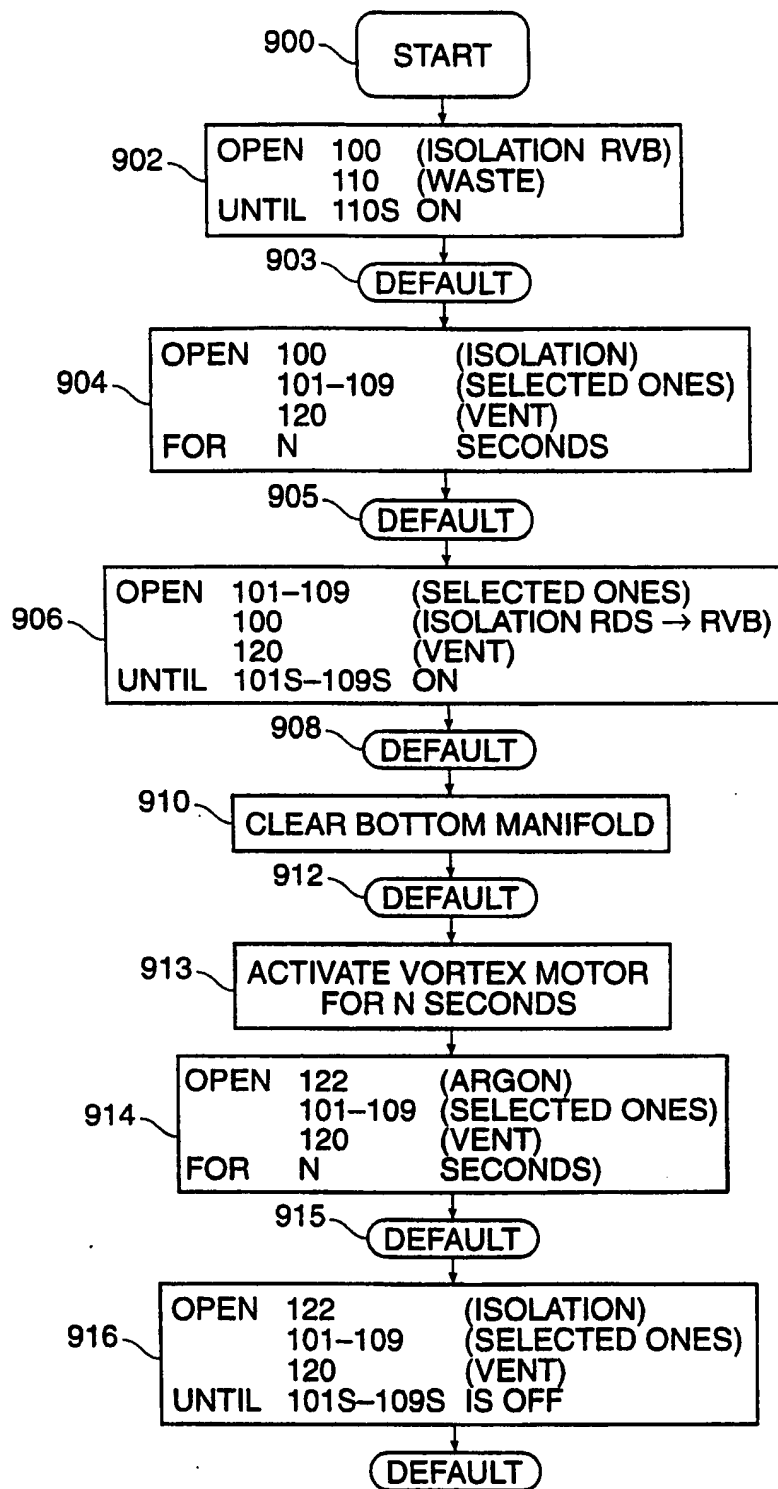 900
START
902
OPEN 100 (ISOLATION RVB)
110 (WASTE)
UNTIL 110S ON
903
DEFAULT
904
OPEN 100 (ISOLATION)
101–109 (SELECTED ONES)
120 (VENT)
FOR N SECONDS
905
DEFAULT
906
OPEN 101–109 (SELECTED ONES)
100 (ISOLATION RDS → RVB)
120 (VENT)
UNTIL 101S–109S ON
908
DEFAULT
910
CLEAR BOTTOM MANIFOLD
912
DEFAULT
913
ACTIVATE VORTEX MOTOR
FOR N SECONDS
914
OPEN 122 (ARGON)
101–109 (SELECTED ONES)
120 (VENT)
FOR N SECONDS)
915
DEFAULT
916
OPEN 122 (ISOLATION)
101–109 (SELECTED ONES)
120 (VENT)
UNTIL 101S–109S IS OFF
DEFAULT